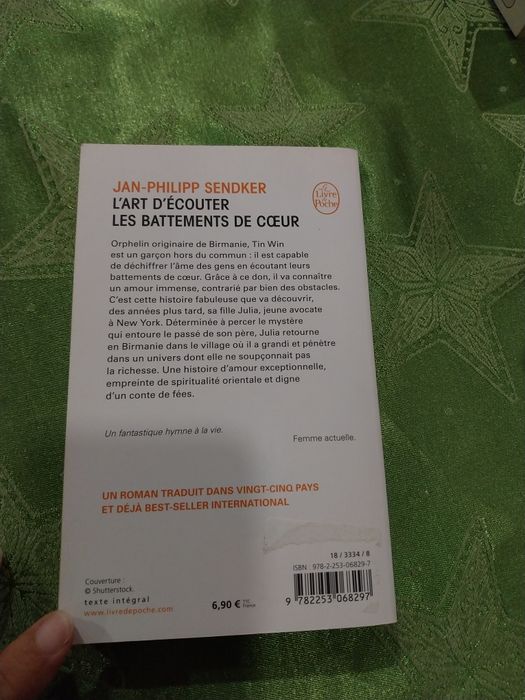 JAN-PHILIPP SENDKER
L'ART D'ÉCOUTER
LES BATTEMENTS DE CŒUR
Le
Livre
de
Poche
Orphelin originaire de Birmanie, Tin Win
est un garçon hors du commun : il est capable
de déchiffrer l'âme des gens en écoutant leurs
battements de cœur. Grâce à ce don, il va connaître
un amour immense, contrarié par bien des obstacles.
C'est cette histoire fabuleuse que va découvrir,
des années plus tard, sa fille Julia, jeune avocate
à New York. Déterminée à percer le mystère
qui entoure le passé de son père, Julia retourne
en Birmanie dans le village où il a grandi et pénètre
dans un univers dont elle ne soupçonnait pas
la richesse. Une histoire d'amour exceptionnelle,
empreinte de spiritualité orientale et digne
d'un conte de fées.
Un fantastique hymne à la vie.
Femme actuelle.
UN ROMAN TRADUIT DANS VINGT-CINQ PAYS
ET DÉJÀ BEST-SELLER INTERNATIONAL
Couverture :
© Shutterstock.
texte intégral
www.livredepoche.com
6,90 € TTC
France
18 / 3334 / 8
ISBN : 978-2-253-06829-7
9 782253 068297